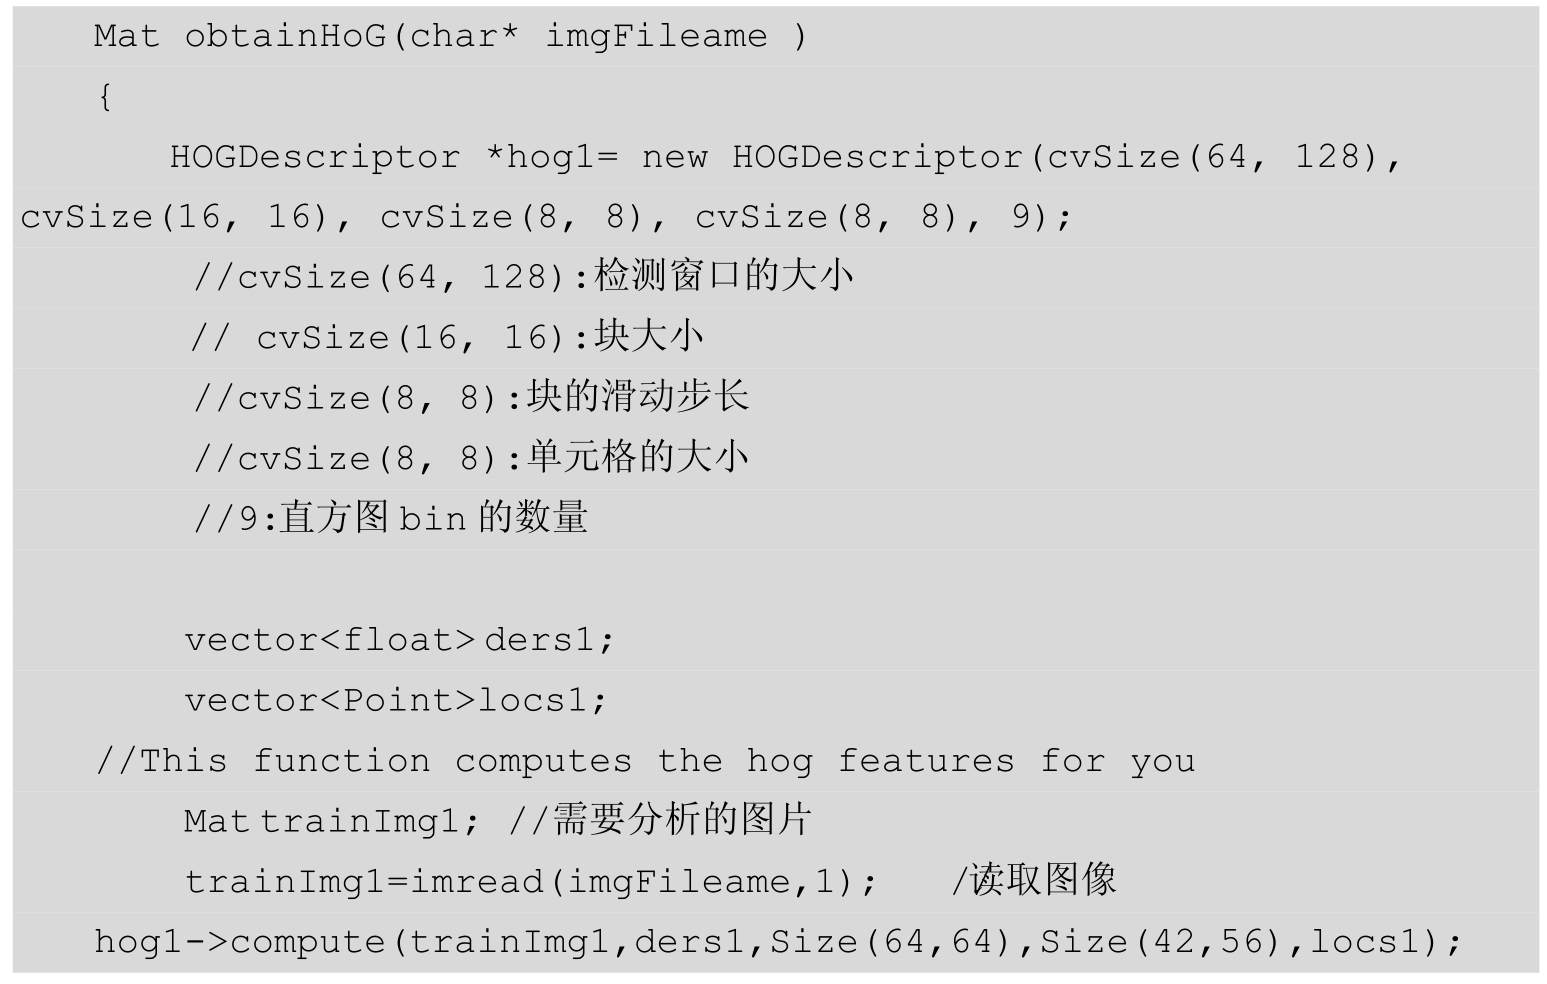 Mat obtainHoG(char* imgFileame )
{
HOGDescriptor *hog1= new HOGDescriptor(cvSize(64, 128),
cvSize(16, 16), cvSize(8, 8), cvSize(8, 8), 9);
//cvSize(64, 128):检测窗口的大小
// cvSize(16, 16):块大小
//cvSize(8, 8):块的滑动步长
//cvSize(8, 8):单元格的大小
//9:直方图 bin 的数量
vector<float> ders1;
vector<Point>locs1;
//This function computes the hog features for you
Mat trainImg1; //需要分析的图片
trainImg1=imread(imgFileame,1); /读取图像
hog1->compute(trainImg1,ders1,Size(64,64),Size(42,56),locs1);